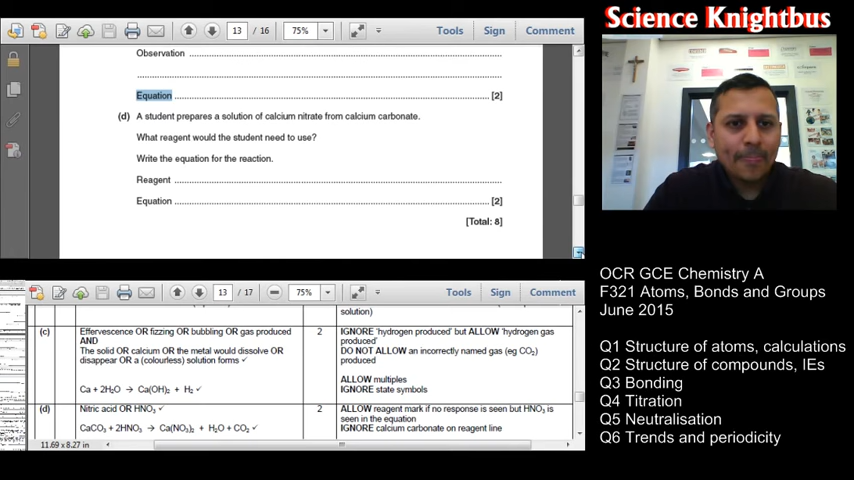 Science Knightbus
13 / 16
75%
Tools
Sign
Comment
Observation
Equation [2]
(d) A student prepares a solution of calcium nitrate from calcium carbonate.
What reagent would the student need to use?
Write the equation for the reaction.
Reagent
Equation [2]
[Total: 8]
13 / 17
75%
Tools
Sign
Comment
solution)
(c) Effervescence OR fizzing OR bubbling OR gas produced
AND
The solid OR calcium OR the metal would dissolve OR
disappear OR a (colourless) solution forms ✓
Ca + 2H₂O → Ca(OH)₂ + H₂ ✓
2
IGNORE 'hydrogen produced' but ALLOW 'hydrogen gas
produced'
DO NOT ALLOW an incorrectly named gas (eg CO₂)
produced
ALLOW multiples
IGNORE state symbols
(d) Nitric acid OR HNO₃ ✓
CaCO₃ + 2HNO₃ → Ca(NO₃)₂ + H₂O + CO₂ ✓
2
ALLOW reagent mark if no response is seen but HNO₃ is
seen in the equation
IGNORE calcium carbonate on reagent line
11.69 x 8.27 in
OCR GCE Chemistry A
F321 Atoms, Bonds and Groups
June 2015
Q1 Structure of atoms, calculations
Q2 Structure of compounds, IEs
Q3 Bonding
Q4 Titration
Q5 Neutralisation
Q6 Trends and periodicity